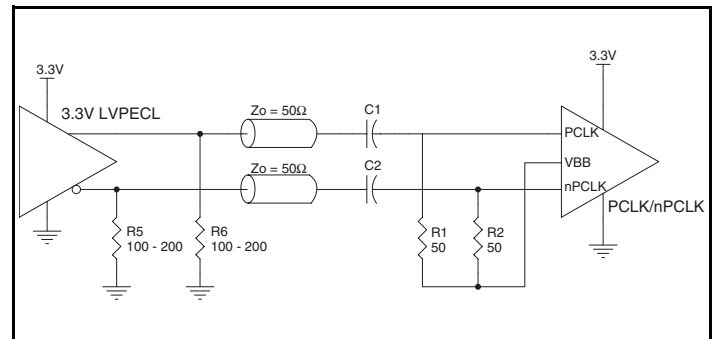 3.3V
3.3V
3.3V LVPECL
Zo = 50Ω
C1
PCLK
VBB
Zo = 50Ω
C2
nPCLK
PCLK/nPCLK
R5
100 - 200
R6
100 - 200
R1
50
R2
50